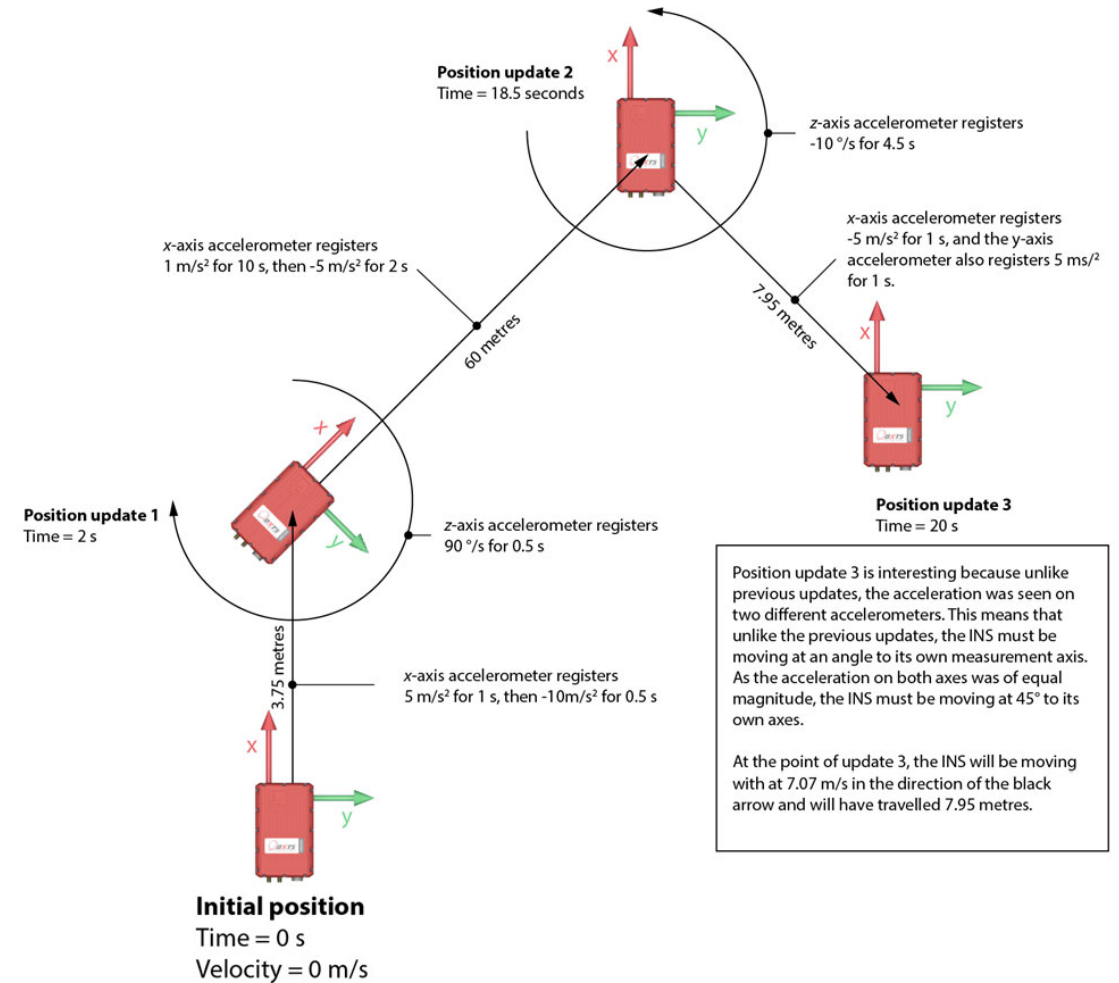 x
Position update 2
Time = 18.5 seconds
y
z-axis accelerometer registers
-10 °/s for 4.5 s
x-axis accelerometer registers
1 m/s² for 10 s, then -5 m/s² for 2 s
x-axis accelerometer registers
-5 m/s² for 1 s, and the y-axis
accelerometer also registers 5 ms/²
for 1 s.
60 metres
7.95 metres
x
y
x
y
Position update 1
Time = 2 s
z-axis accelerometer registers
90 °/s for 0.5 s
Position update 3
Time = 20 s
Position update 3 is interesting because unlike
previous updates, the acceleration was seen on
two different accelerometers. This means that
unlike the previous updates, the INS must be
moving at an angle to its own measurement axis.
As the acceleration on both axes was of equal
magnitude, the INS must be moving at 45° to its
own axes.
At the point of update 3, the INS will be moving
with at 7.07 m/s in the direction of the black
arrow and will have travelled 7.95 metres.
3.75 metres
x-axis accelerometer registers
5 m/s² for 1 s, then -10m/s² for 0.5 s
x
y
Initial position
Time = 0 s
Velocity = 0 m/s